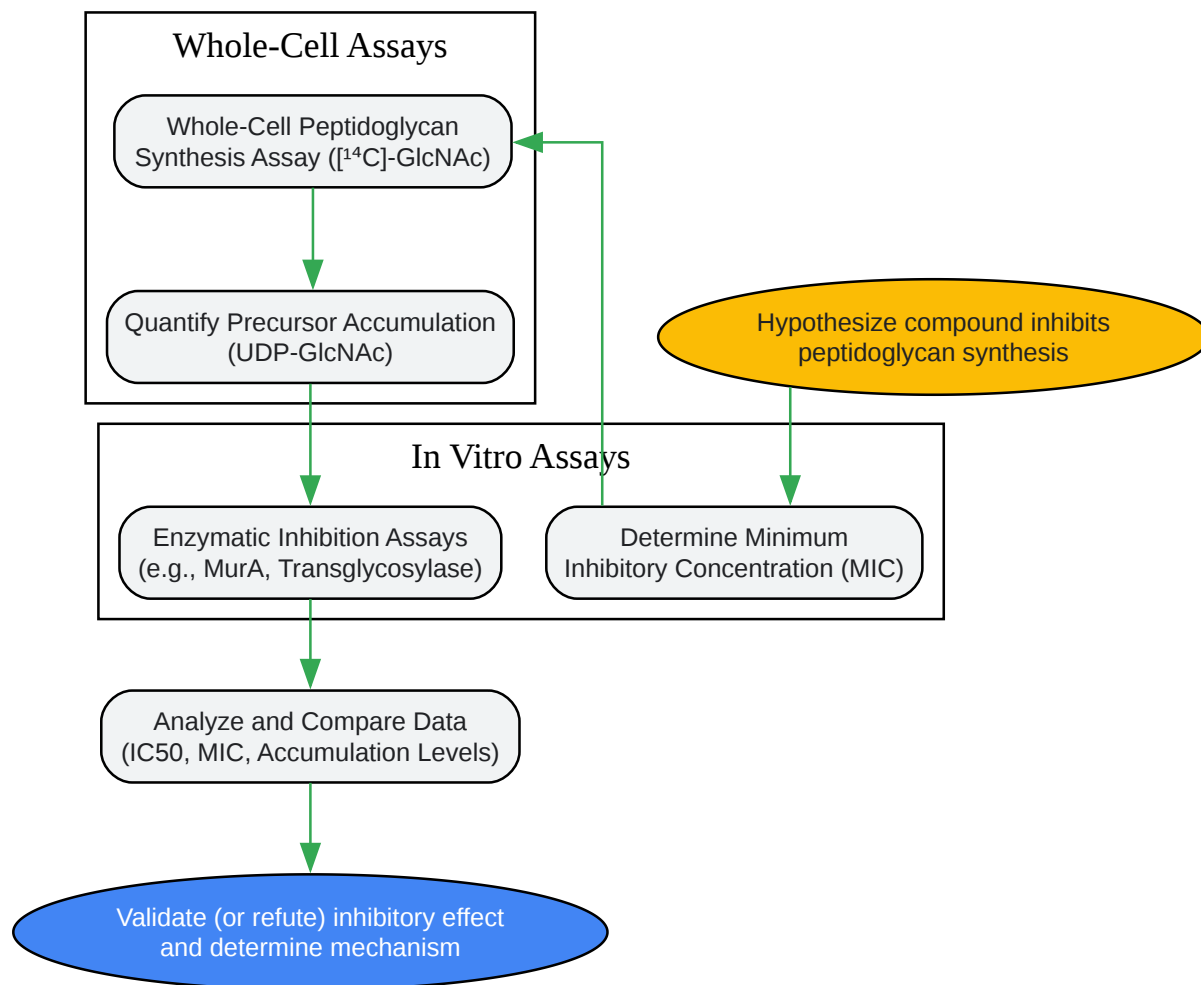 Whole-Cell Assays
Whole-Cell Peptidoglycan
Synthesis Assay ([¹⁴C]-GlcNAc)
Quantify Precursor Accumulation
(UDP-GlcNAc)
Hypothesize compound inhibits
peptidoglycan synthesis
In Vitro Assays
Enzymatic Inhibition Assays
(e.g., MurA, Transglycosylase)
Determine Minimum
Inhibitory Concentration (MIC)
Analyze and Compare Data
(IC50, MIC, Accumulation Levels)
Validate (or refute) inhibitory effect
and determine mechanism